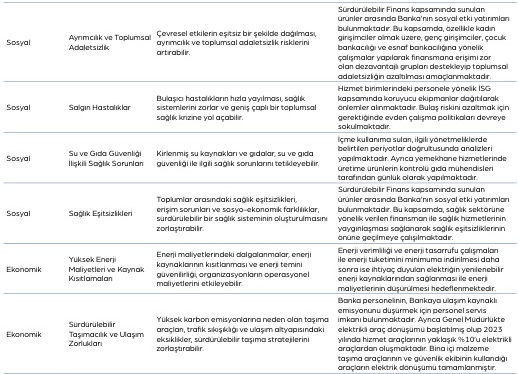 Sosyal
Ayrımcılık ve Toplumsal
Adaletsizlik
Çevresel etkilerin eşitsiz bir şekilde dağılması,
ayrımcılık ve toplumsal adaletsizlik risklerini
artırabilir.
Sürdürülebilir Finans kapsamında sunulan
ürünler arasında Banka'nın sosyal etki yatırımları
bulunmaktadır. Bu kapsamda, özellikle kadın
girişimciler olmak üzere, genç girişimciler, çocuk
bankacılığı ve esnaf bankacılığına yönelik
çalışmalar yapılarak finansmana erişimi zor
olan dezavantajlı grupları destekleyip toplumsal
adaletsizliğin azaltılması amaçlanmaktadır.
Sosyal
Salgın Hastalıklar
Bulaşıcı hastalıkların hızla yayılması, sağlık
sistemlerini zorlar ve geniş çaplı bir toplumsal
sağlık krizine yol açabilir.
Hizmet birimlerindeki personele yönelik İSG
kapsamında koruyucu ekipmanlar dağıtılarak
önlemler alınmaktadır. Bulaş riskini azaltmak için
gerektiğinde evden çalışma politikaları devreye
sokulmaktadır.
Sosyal
Su ve Gıda Güvenliği
İlişkili Sağlık Sorunları
Kirlenmiş su kaynakları ve gıdalar, su ve gıda
güvenliği ile ilgili sağlık sorunlarını tetikleyebilir.
İçme kullanıma suları, ilgili yönetmeliklerde
belirtilen periyotlar doğrultusunda analizleri
yapılmaktadır. Ayrıca yemekhane hizmetlerinde
üretime ürünlerin kontrolü gıda mühendisleri
tarafından günlük olarak yapılmaktadır.
Sosyal
Sağlık Eşitsizlikleri
Toplumlar arasındaki sağlık eşitsizlikleri,
erişim sorunları ve sosyo-ekonomik farklılıklar,
sürdürülebilir bir sağlık sisteminin oluşturulmasını
zorlaştırabilir.
Sürdürülebilir Finans kapsamında sunulan
ürünler arasında Banka'nın sosyal etki yatırımları
bulunmaktadır. Bu kapsamda, sağlık sektörüne
yönelik verilen finansman ile sağlık hizmetlerinin
yaygınlaşması sağlanarak sağlık eşitsizliklerinin
önüne geçilmeye çalışılmaktadır.
Ekonomik
Yüksek Enerji
Maliyetleri ve Kaynak
Kısıtlamaları
Enerji maliyetlerindeki dalgalanmalar, enerji
kaynaklarının kısıtlanması ve enerji temini
güvenilirliği, organizasyonların operasyonel
maliyetlerini etkileyebilir.
Enerji verimliliği ve enerji tasarrufu çalışmaları
ile enerji tüketimini minimuma indirilmesi daha
sonra ise ihtiyaç duyulan elektriğin yenilenebilir
enerji kaynaklarından sağlanması ile enerji
maliyetlerinin düşürülmesi hedeflenmektedir.
Ekonomik
Sürdürülebilir
Taşımacılık ve Ulaşım
Zorlukları
Yüksek karbon emisyonlarına neden olan taşıma
araçları, trafik sıkışıklığı ve ulaşım altyapısındaki
eksiklikler, sürdürülebilir taşıma stratejilerini
zorlaştırabilir.
Banka personelinin, Bankaya ulaşım kaynaklı
emisyonunu düşürmek için personel servis
imkanı bulunmaktadır. Ayrıca Genel Müdürlükte
elektrikli araç dönüşümü başlatılmış olup 2023
yılında hizmet araçlarının yaklaşık %10'u elektrikli
araçlardan oluşmaktadır. Bina içi malzeme
taşıma araçlarının ve güvenlik ekibinin kullandığı
araçların elektrik dönüşümü tamamlanmıştır.